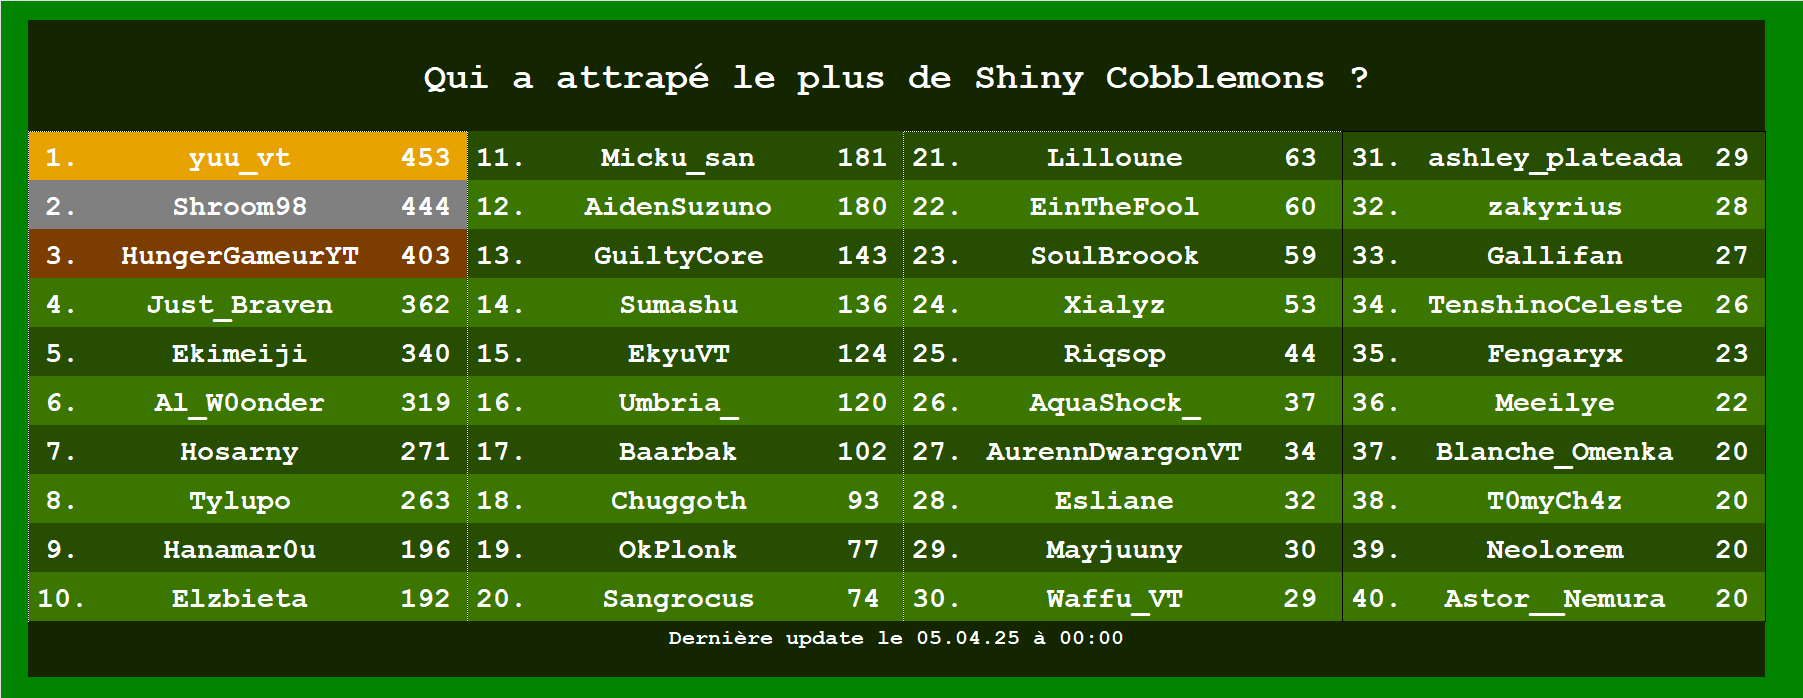 Qui a attrapé le plus de Shiny Cobblemons ?
1. yuu_vt 453 11. Micku_san 181 21. Lilloune 63 31. ashley_plateada 29
2. Shroom98 444 12. AidenSuzuno 180 22. EinTheFool 60 32. zakyrius 28
3. HungerGameurYT 403 13. GuiltyCore 143 23. SoulBroook 59 33. Gallifan 27
4. Just_Braven 362 14. Sumashu 136 24. Xialyz 53 34. TenshinoCeleste 26
5. Ekimeiji 340 15. EkyuVT 124 25. Riqsop 44 35. Fengaryx 23
6. Al_W0onder 319 16. Umbria_ 120 26. AquaShock_ 37 36. Meeilye 22
7. Hosarny 271 17. Baarbak 102 27. AurennDwargonVT 34 37. Blanche_Omenka 20
8. Tylupo 263 18. Chuggoth 93 28. Esliane 32 38. T0myCh4z 20
9. Hanamar0u 196 19. OkPlonk 77 29. Mayjuuny 30 39. Neolorem 20
10. Elzbieta 192 20. Sangrocus 74 30. Waffu_VT 29 40. Astor__Nemura 20
Dernière update le 05.04.25 à 00:00